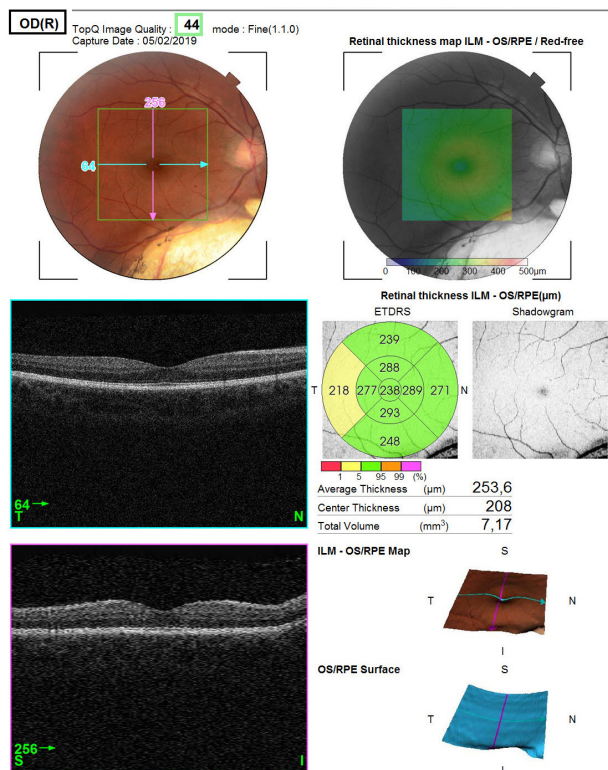 OD(R)
TopQ Image Quality : 44 mode : Fine(1.1.0)
Capture Date : 05/02/2019
Retinal thickness map ILM - OS/RPE / Red-free
256
64
0 100 200 300 400 500μm
Retinal thickness ILM - OS/RPE(μm)
ETDRS Shadowgram
239
288
T 218 277 238 289 271 N
293
248
1 5 95 99 (%)
Average Thickness (μm) 253,6
Center Thickness (μm) 208
Total Volume (mm³) 7,17
64
T N
ILM - OS/RPE Map S
T N
I
OS/RPE Surface S
T N
I
256
S I